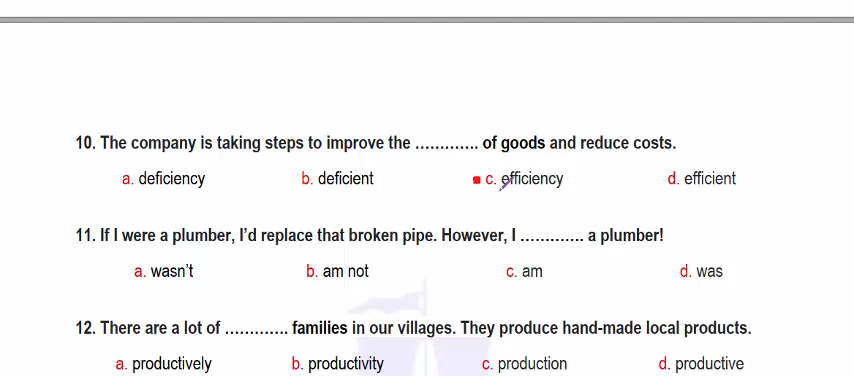 10. The company is taking steps to improve the ............. of goods and reduce costs.
a. deficiency b. deficient c. efficiency d. efficient
11. If I were a plumber, I’d replace that broken pipe. However, I ............. a plumber!
a. wasn’t b. am not c. am d. was
12. There are a lot of ............. families in our villages. They produce hand-made local products.
a. productively b. productivity c. production d. productive